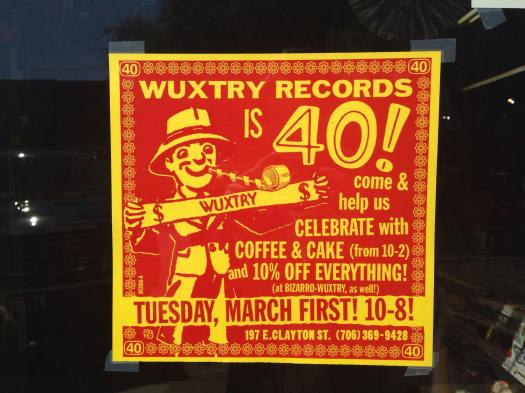 40 40
WUXTRY RECORDS
IS 40!
come &
help us
$ WUXTRY $
CELEBRATE with
COFFEE & CAKE (from 10-2)
and 10% OFF EVERYTHING!
(at BIZARRO-WUXTRY, as well!)
TUESDAY, MARCH FIRST! 10-8!
197 E. CLAYTON ST. (706) 369-9428
40 40